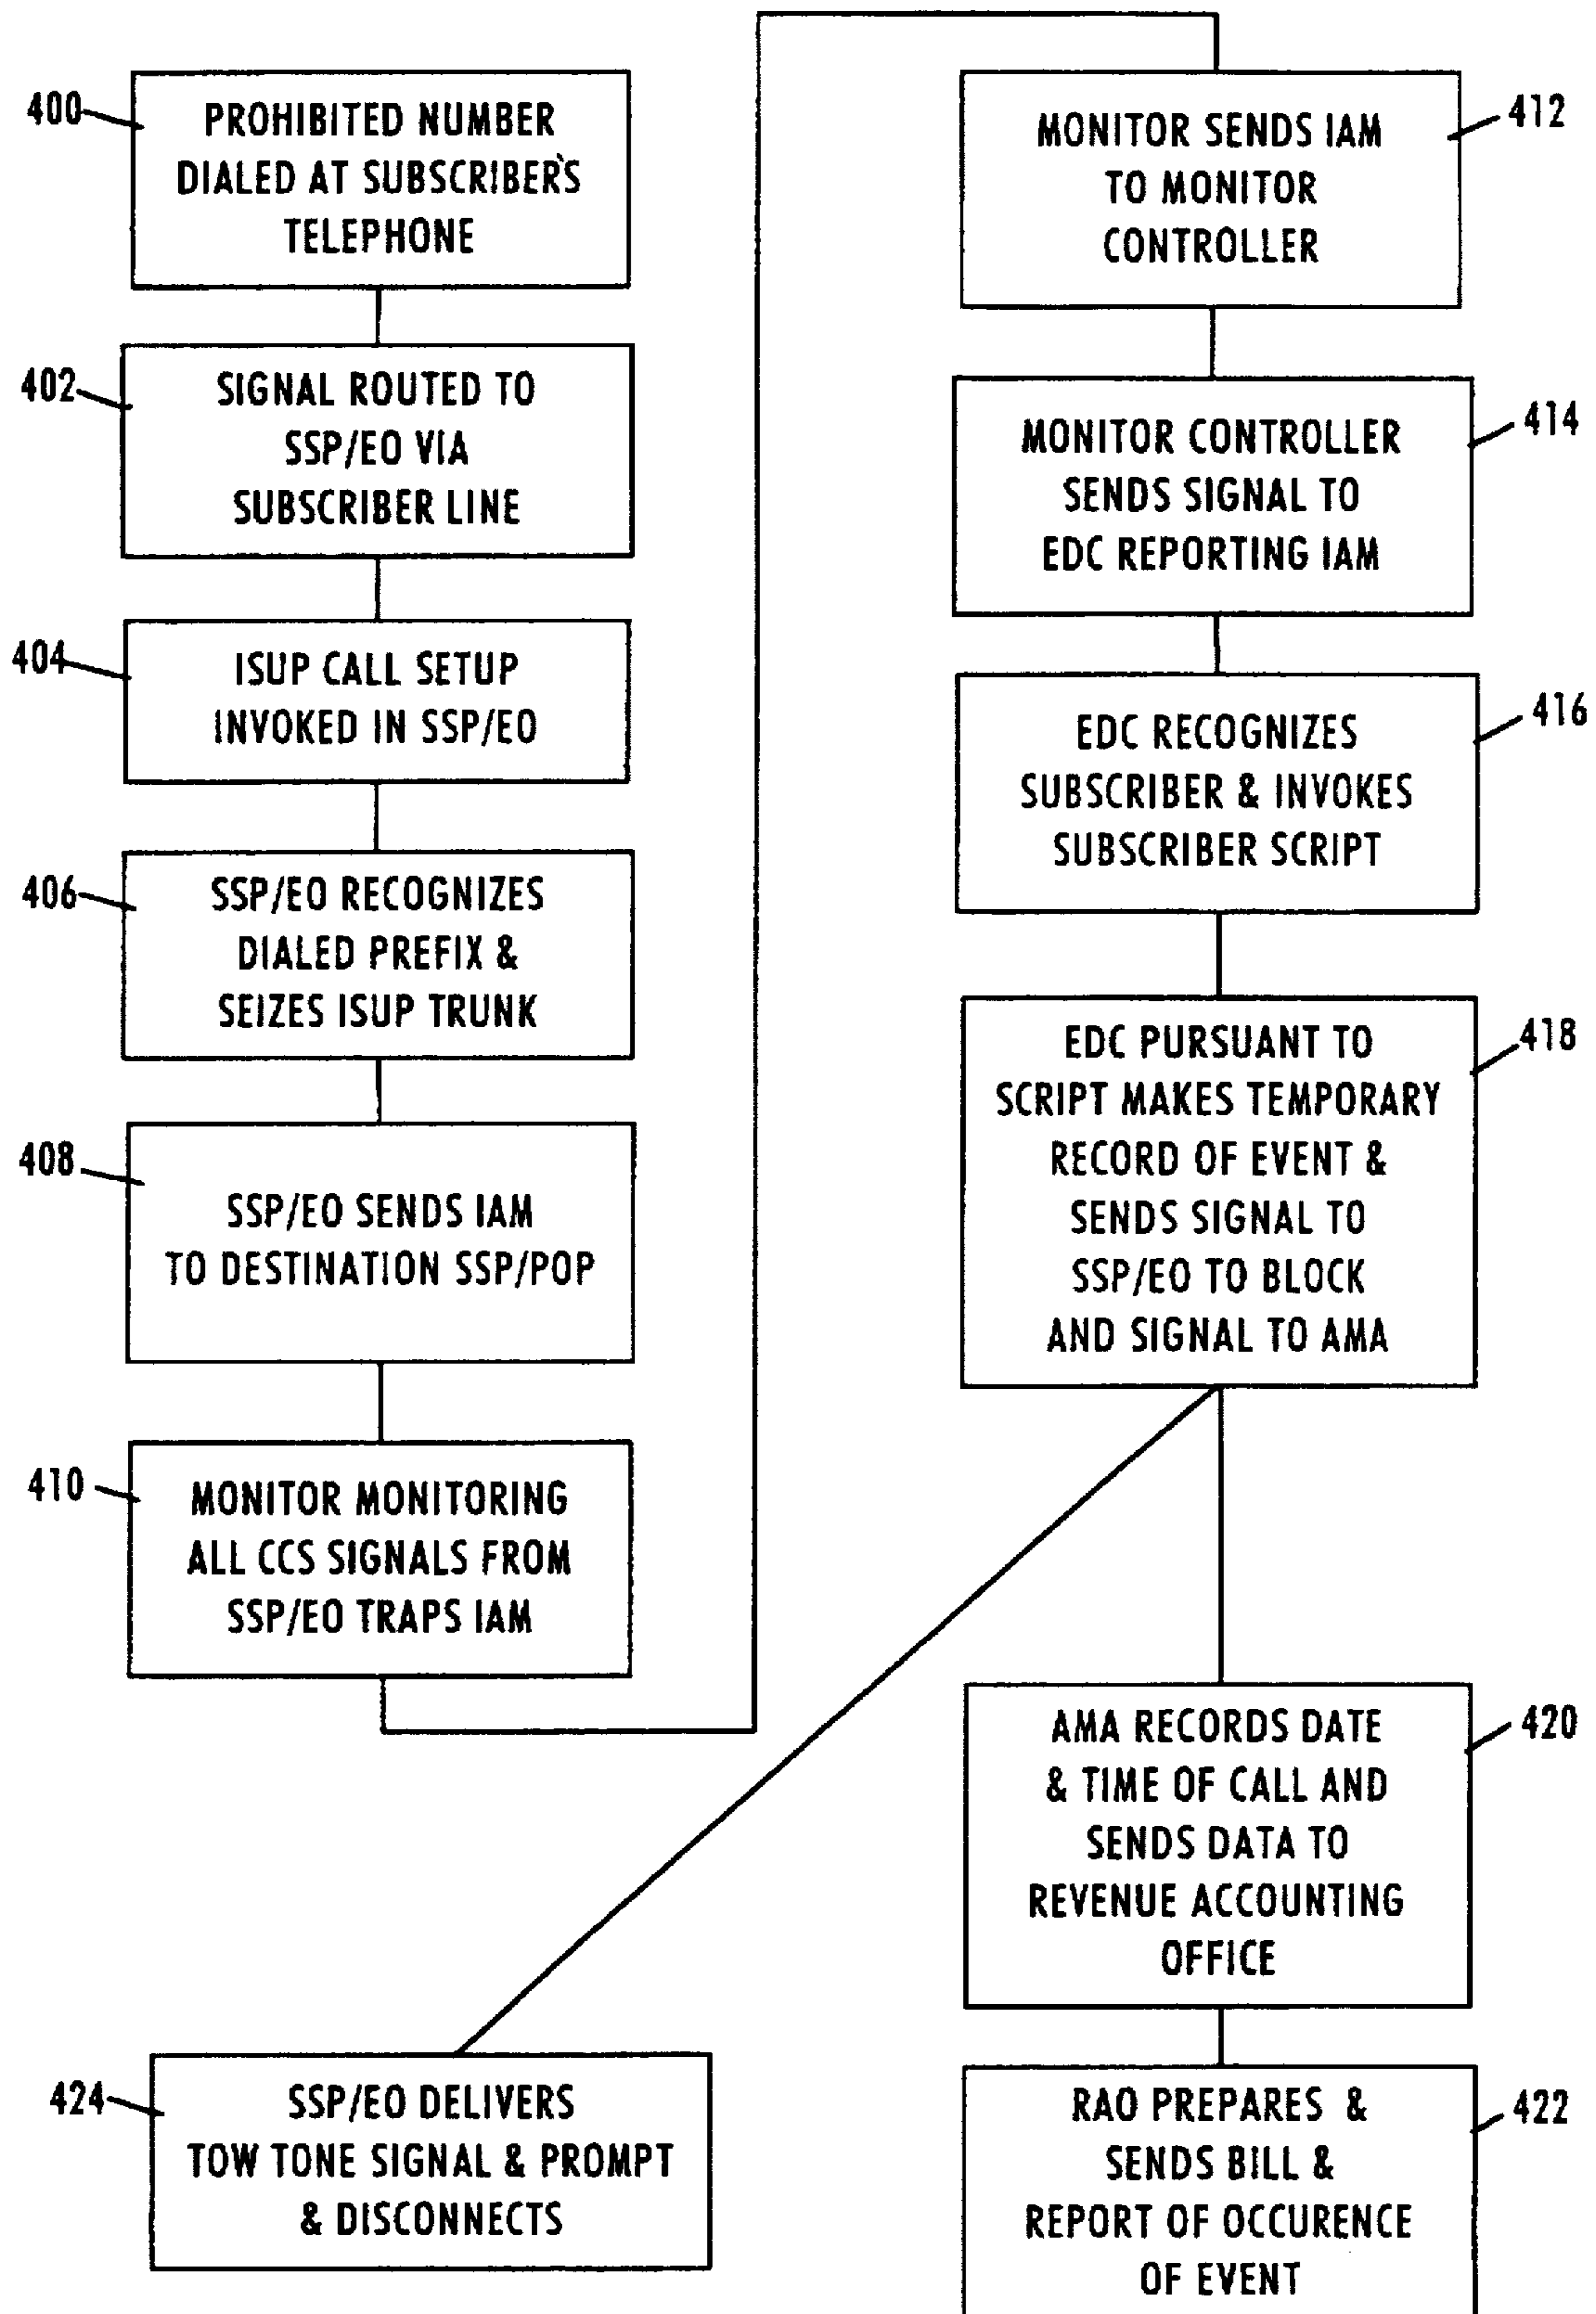 400
PROHIBITED NUMBER
DIALED AT SUBSCRIBER'S
TELEPHONE
402
SIGNAL ROUTED TO
SSP/EO VIA
SUBSCRIBER LINE
404
ISUP CALL SETUP
INVOKED IN SSP/EO
406
SSP/EO RECOGNIZES
DIALED PREFIX &
SEIZES ISUP TRUNK
408
SSP/EO SENDS IAM
TO DESTINATION SSP/POP
410
MONITOR MONITORING
ALL CCS SIGNALS FROM
SSP/EO TRAPS IAM
412
MONITOR SENDS IAM
TO MONITOR
CONTROLLER
414
MONITOR CONTROLLER
SENDS SIGNAL TO
EDC REPORTING IAM
416
EDC RECOGNIZES
SUBSCRIBER & INVOKES
SUBSCRIBER SCRIPT
418
EDC PURSUANT TO
SCRIPT MAKES TEMPORARY
RECORD OF EVENT &
SENDS SIGNAL TO
SSP/EO TO BLOCK
AND SIGNAL TO AMA
420
AMA RECORDS DATE
& TIME OF CALL AND
SENDS DATA TO
REVENUE ACCOUNTING
OFFICE
422
RAO PREPARES &
SENDS BILL &
REPORT OF OCCURENCE
OF EVENT
424
SSP/EO DELIVERS
TOW TONE SIGNAL & PROMPT
& DISCONNECTS